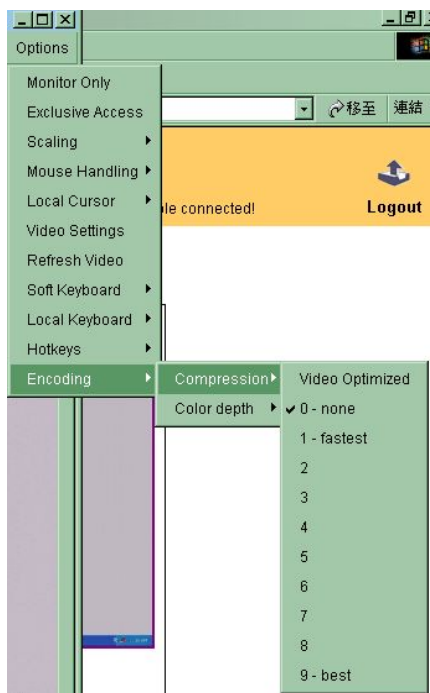 Options
Monitor Only
Exclusive Access
移至 連結
Scaling
Mouse Handling
Local Cursor
le connected!
Logout
Video Settings
Refresh Video
Soft Keyboard
Local Keyboard
Hotkeys
Encoding
Compression
Video Optimized
Color depth
0 - none
1 - fastest
2
3
4
5
6
7
8
9 - best